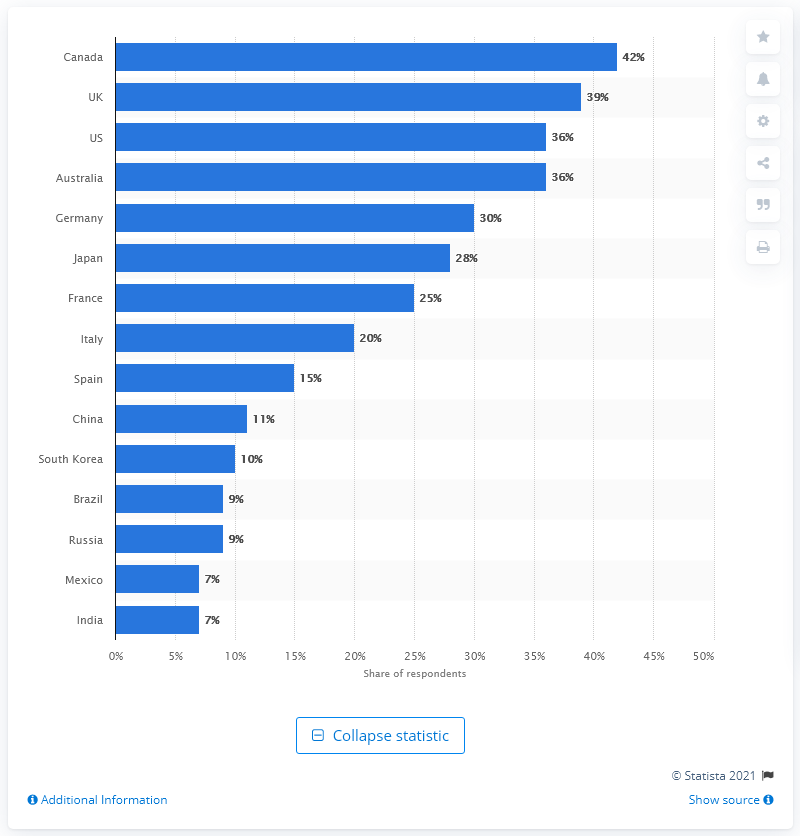 Canada 42%
UK 39%
US 36%
Australia 36%
Germany 30%
Japan 28%
France 25%
Italy 20%
Spain 15%
China 11%
South Korea 10%
Brazil 9%
Russia 9%
Mexico 7%
India 7%
0% 5% 10% 15% 20% 25% 30% 35% 40% 45% 50%
Share of respondents
Collapse statistic
© Statista 2021
Additional Information Show source